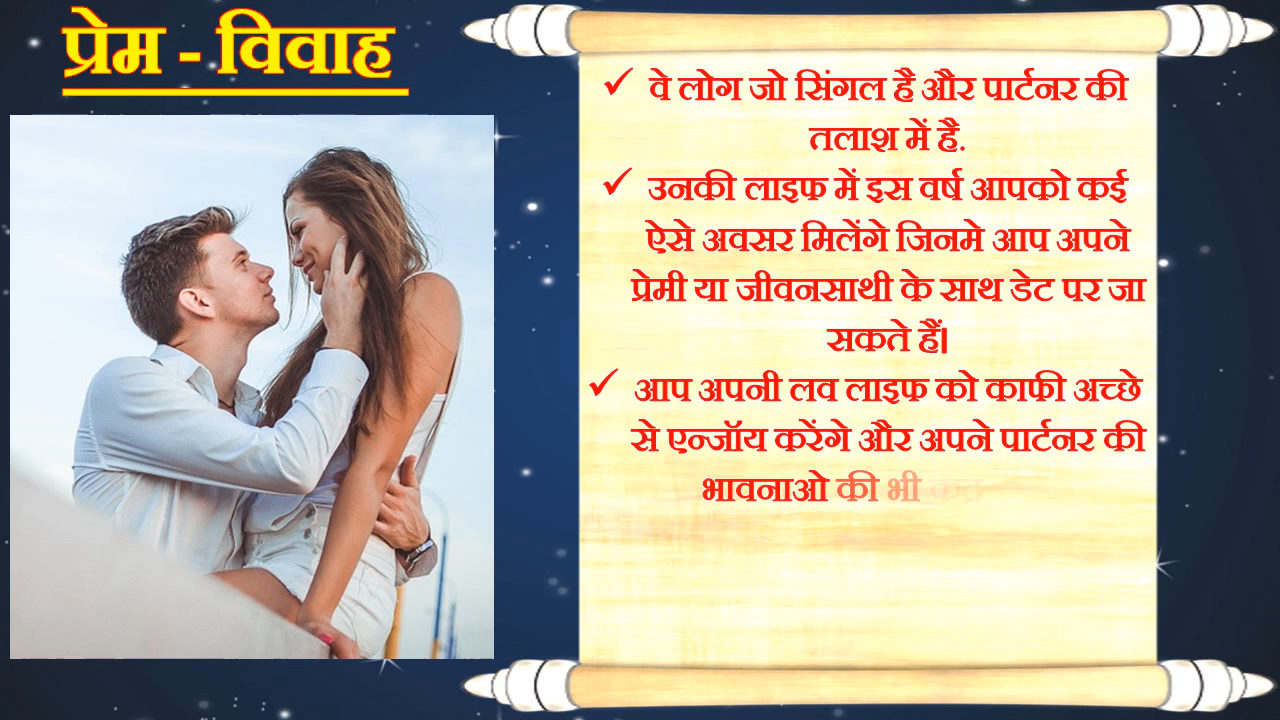 प्रेम - विवाह
✓ वे लोग जो सिंगल है और पार्टनर की
तलाश में है.
✓ उनकी लाइफ में इस वर्ष आपको कई
ऐसे अवसर मिलेंगे जिनमे आप अपने
प्रेमी या जीवनसाथी के साथ डेट पर जा
सकते हैं।
✓ आप अपनी लव लाइफ को काफी अच्छे
से एन्जॉय करेंगे और अपने पार्टनर की
भावनाओ की भी